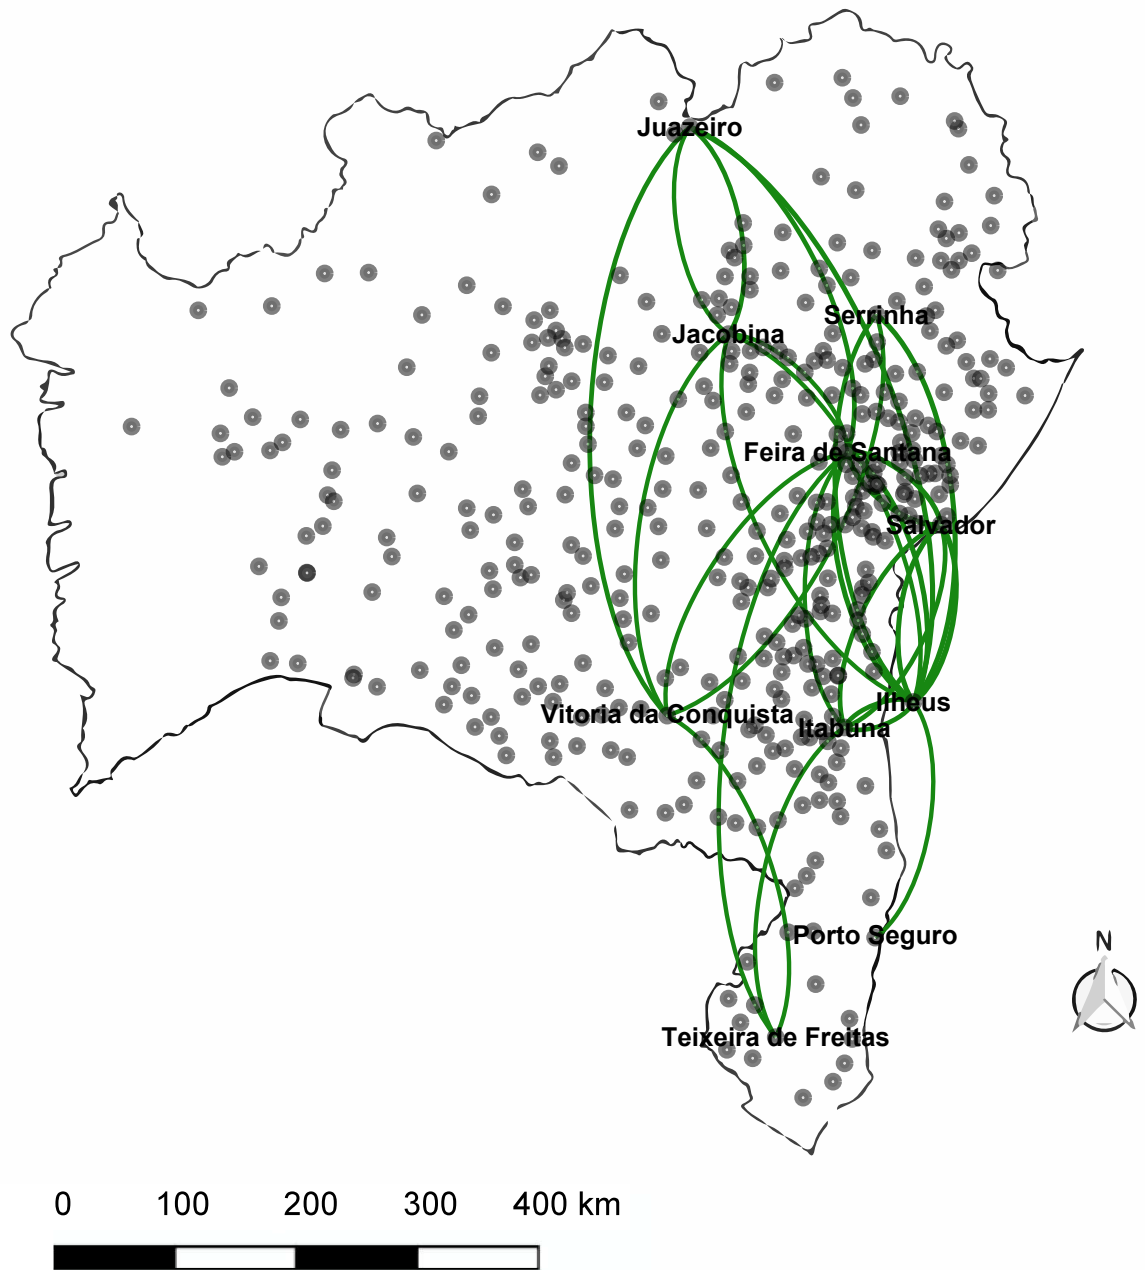 Juazeiro
Serrinha
Jacobina
Feira de Santana
Salvador
Ilheus
Vitoria da Conquista
Itabuna
Porto Seguro
N
Teixeira de Freitas
0 100 200 300 400 km